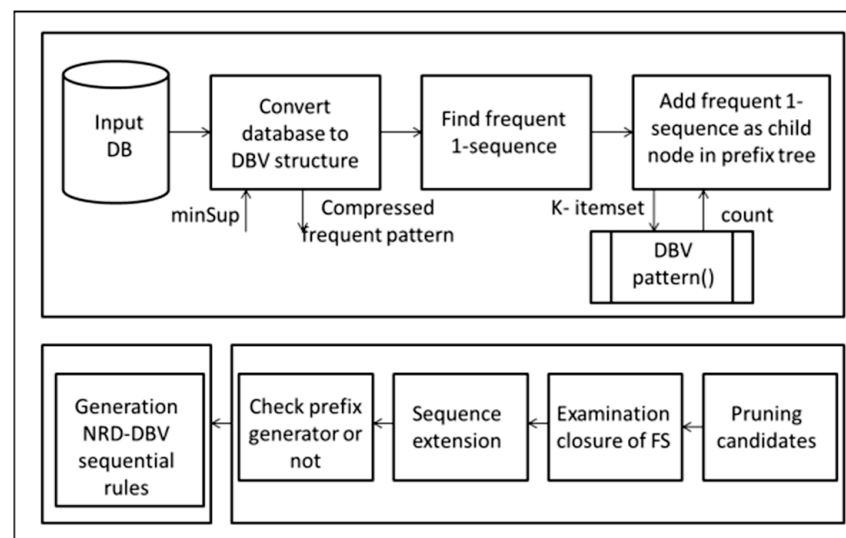 Input
DB
Convert
database to
DBV structure
Find frequent
1-sequence
Add frequent 1-
sequence as child
node in prefix tree
minSup
Compressed
frequent pattern
K- itemset
count
DBV
pattern()
Generation
NRD-DBV
sequential
rules
Check prefix
generator or
not
Sequence
extension
Examination
closure of FS
Pruning
candidates